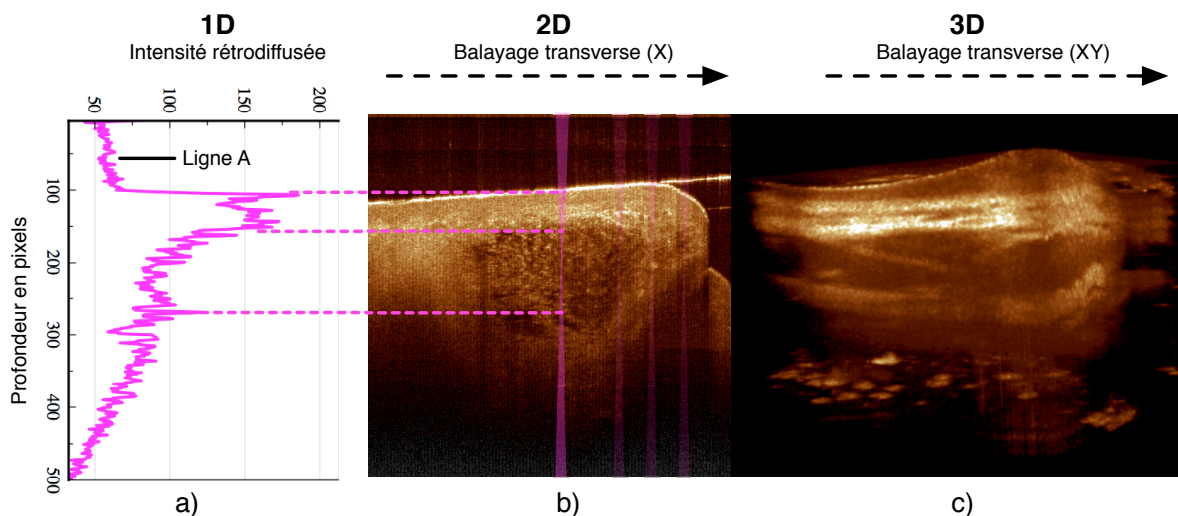 1D
Intensité rétrodiffusée
2D
Balayage transverse (X)
3D
Balayage transverse (XY)
50
100
150
200
Ligne A
Profondeur en pixels
100
200
300
400
500
a)
b)
c)